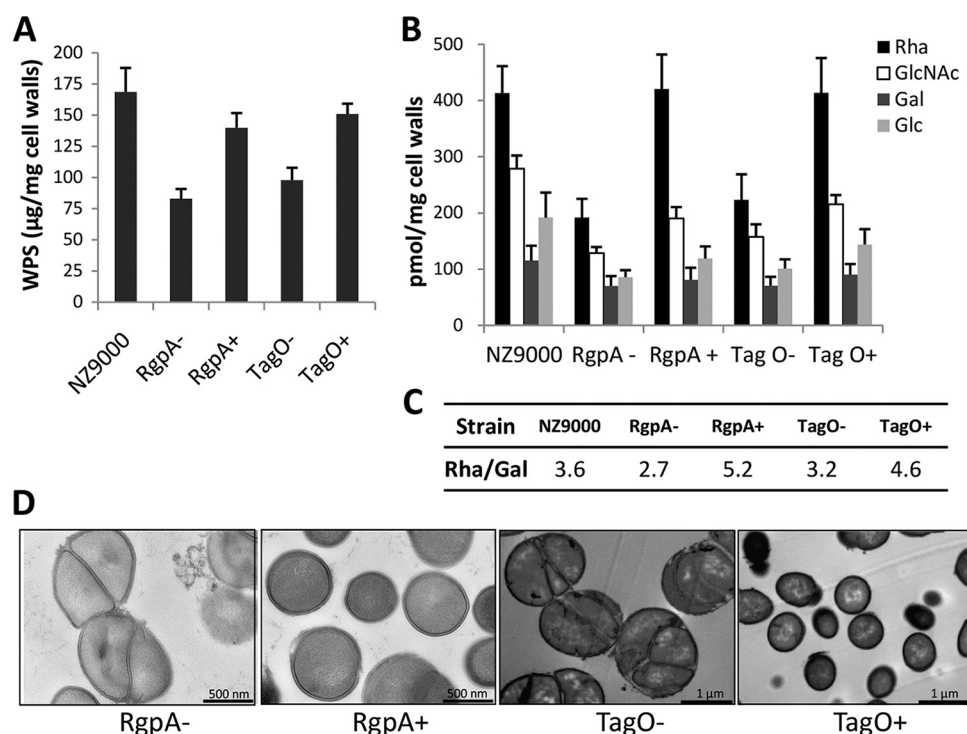 A
WPS (µg/mg cell walls)
200
175
150
125
100
75
50
25
0
NZ9000
RgpA-
RgpA+
TagO-
TagO+
B
pmol/mg cell walls
500
400
300
200
100
0
Rha
GlcNAc
Gal
Glc
NZ9000 RgpA - RgpA + Tag O- Tag O+
C
Strain NZ9000 RgpA- RgpA+ TagO- TagO+
Rha/Gal 3.6 2.7 5.2 3.2 4.6
D
500 nm 500 nm 1 µm 1 µm
RgpA- RgpA+ TagO- TagO+